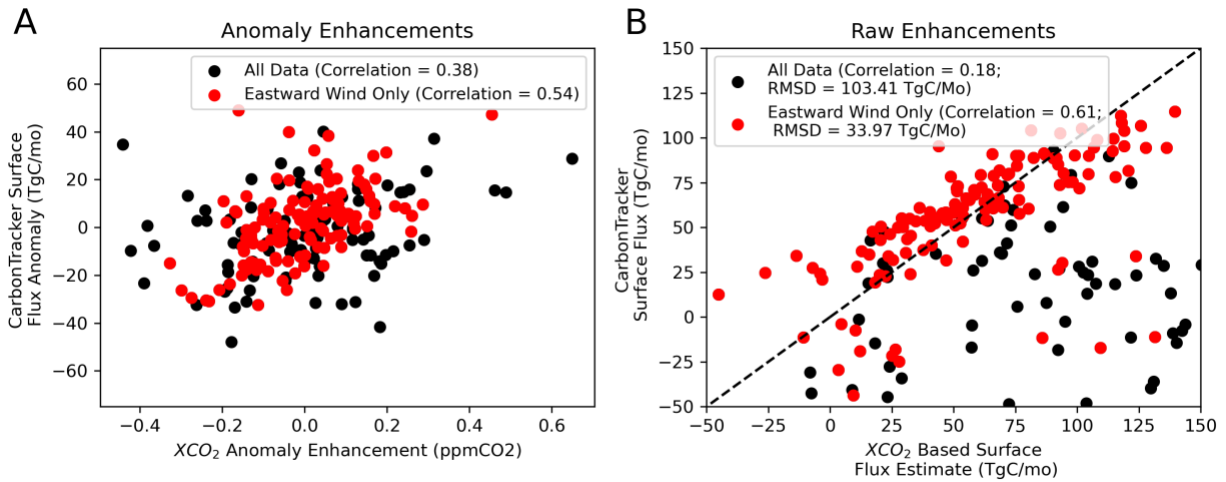 A
Anomaly Enhancements
All Data (Correlation = 0.38)
Eastward Wind Only (Correlation = 0.54)
60
40
20
0
−20
−40
−60
CarbonTracker Surface
Flux Anomaly (TgC/mo)
−0.4 −0.2 0.0 0.2 0.4 0.6
XCO₂ Anomaly Enhancement (ppmCO2)
B
Raw Enhancements
All Data (Correlation = 0.18;
RMSD = 103.41 TgC/Mo)
Eastward Wind Only (Correlation = 0.61;
RMSD = 33.97 TgC/Mo)
150
125
100
75
50
25
0
−25
−50
CarbonTracker
Surface Flux (TgC/mo)
−50 −25 0 25 50 75 100 125 150
XCO₂ Based Surface
Flux Estimate (TgC/mo)